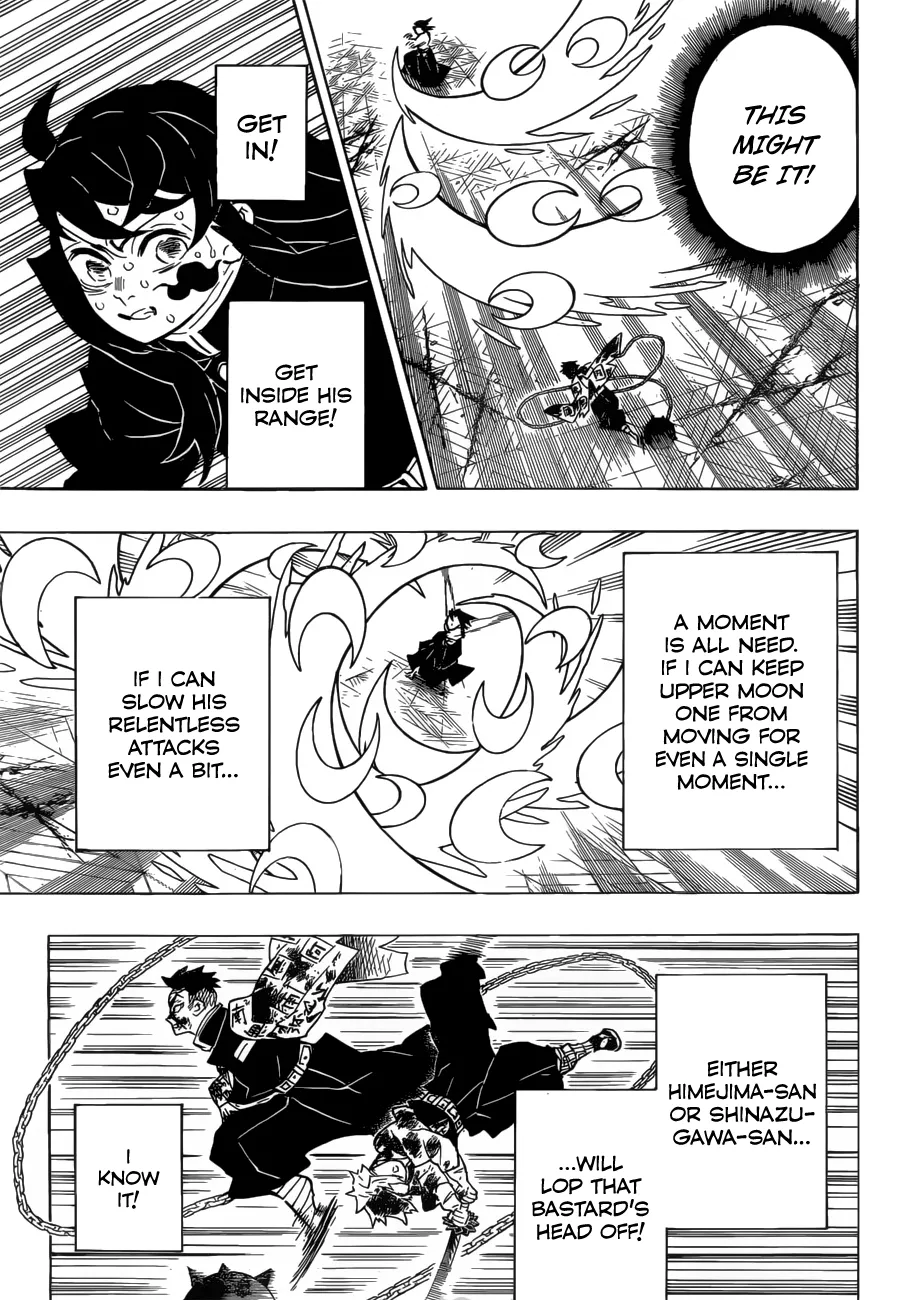 THIS
MIGHT
BE IT!
GET
IN!
GET
INSIDE HIS
RANGE!
A MOMENT
IS ALL NEED.
IF I CAN KEEP
UPPER MOON
ONE FROM
MOVING FOR
EVEN A SINGLE
MOMENT...
IF I CAN
SLOW HIS
RELENTLESS
ATTACKS
EVEN A BIT...
EITHER
HIMEJIMA-SAN
OR SHINAZU-
GAWA-SAN...
...WILL
LOP THAT
BASTARD'S
HEAD OFF!
I
KNOW
IT!